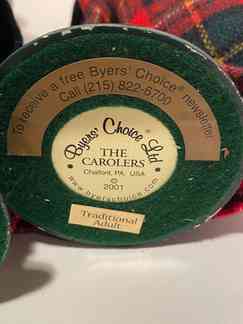 To receive a free Byers' Choice® newsletter
Call (215) 822-6700
Byers' Choice® Ltd.
THE
CAROLERS
Chalfont, PA, USA
©
2001
www.byerschoice.com
Traditional
Adult